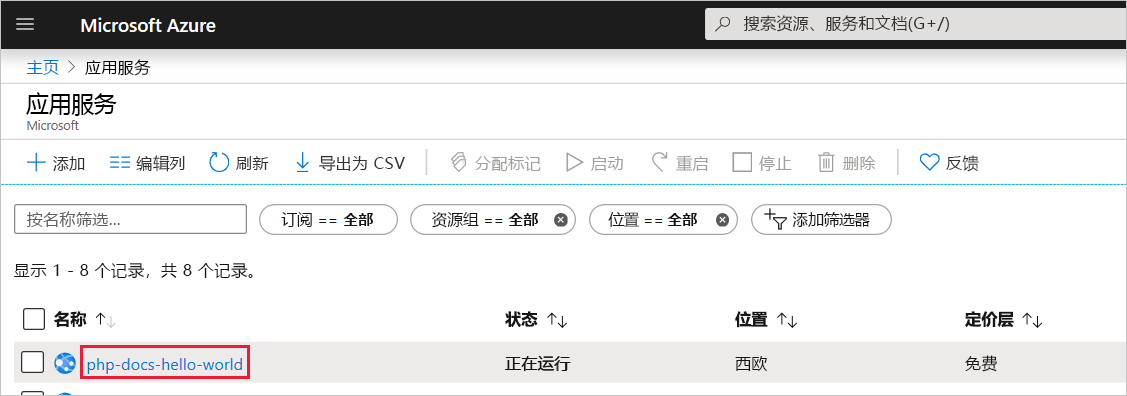 Microsoft Azure 搜索资源、服务和文档(G+/)
主页 > 应用服务
应用服务
Microsoft
添加 编辑列 刷新 导出为 CSV 分配标记 启动 重启 停止 删除 反馈
按名称筛选... 订阅 == 全部 资源组 == 全部 位置 == 全部 添加筛选器
显示 1 - 8 个记录，共 8 个记录。
名称 ↑↓ 状态 ↑↓ 位置 ↑↓ 定价层 ↑↓
php-docs-hello-world 正在运行 西欧 免费